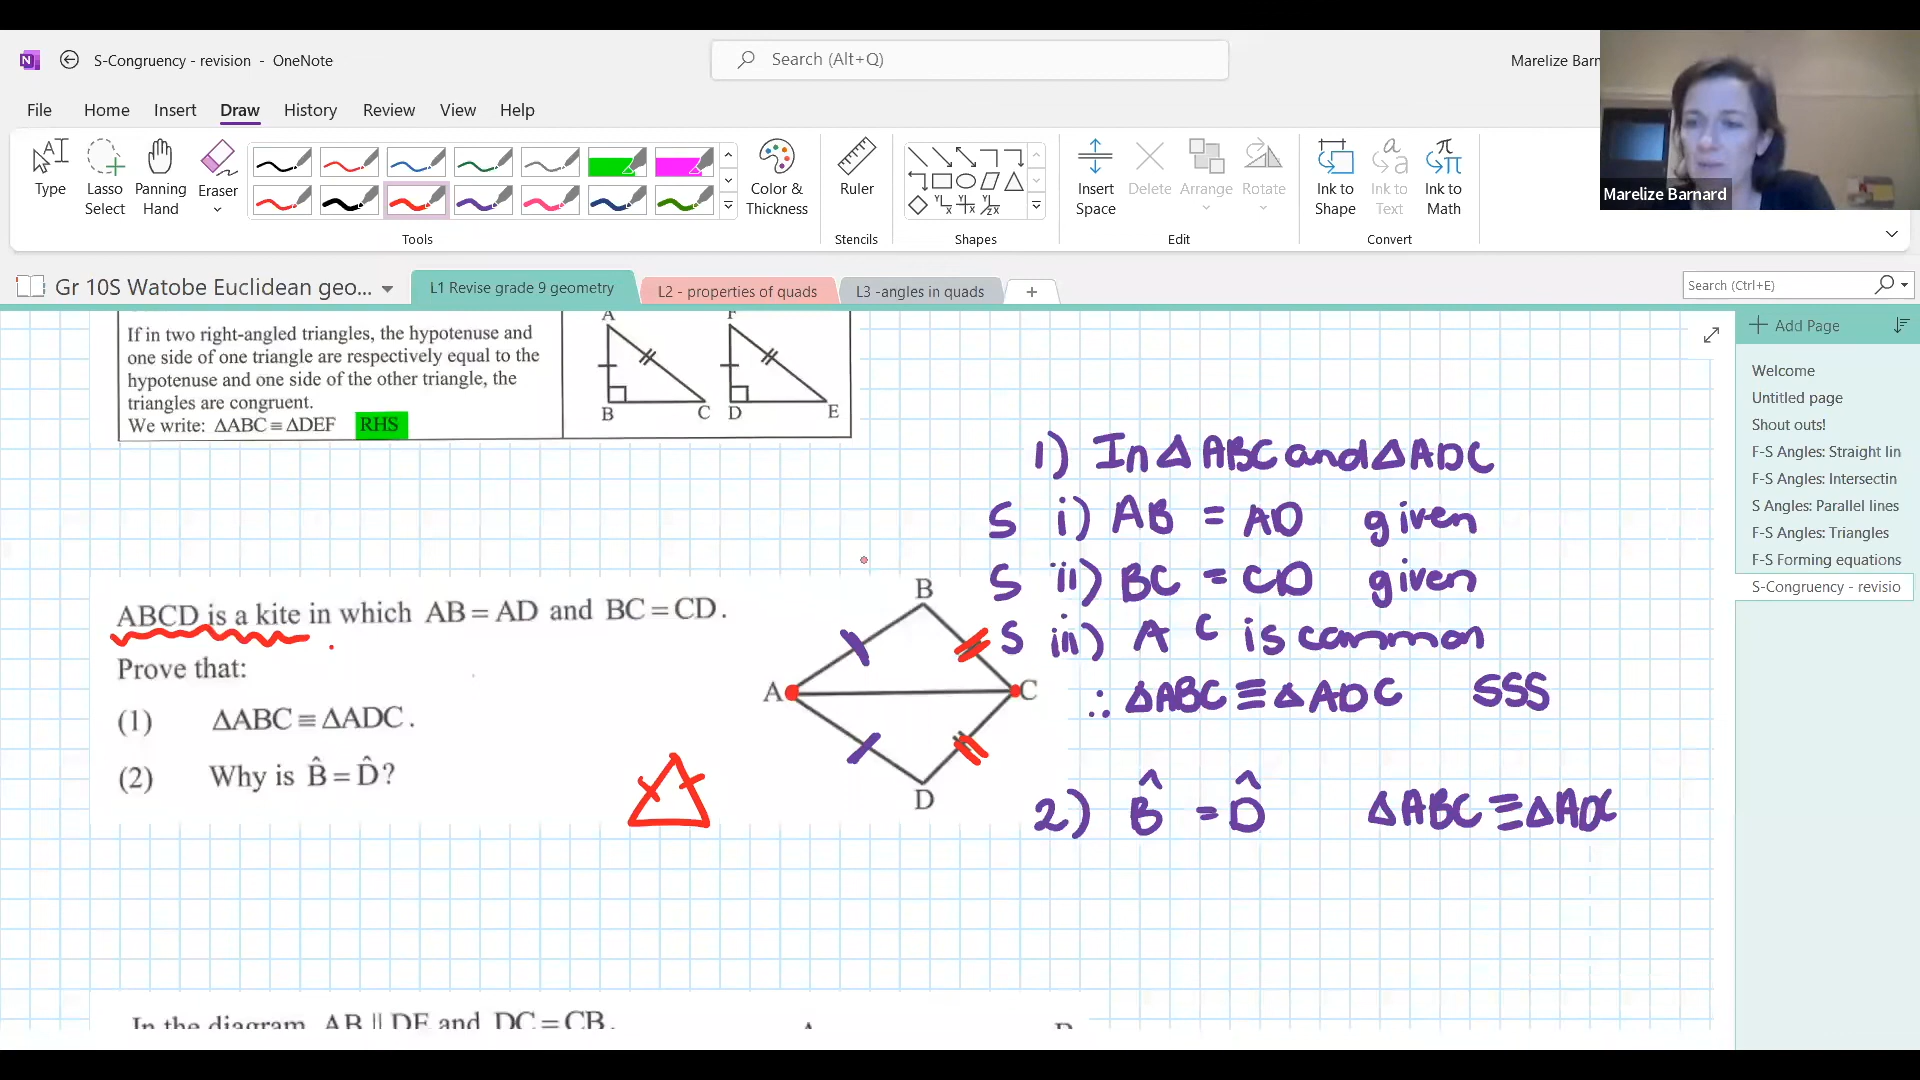 S-Congruency - revision - OneNote
Search (Alt+Q)
Marelize Barn
File Home Insert Draw History Review View Help
Type
Lasso Select
Panning Hand
Eraser
Color & Thickness
Ruler
Insert Space
Delete
Arrange
Rotate
Ink to Shape
Ink to Text
Ink to Math
Marelize Barnard
Tools Stencils Shapes Edit Convert
Gr 10S Watobe Euclidean geo...
L1 Revise grade 9 geometry
L2 - properties of quads
L3 -angles in quads
Search (Ctrl+E)
Add Page
Welcome
Untitled page
Shout outs!
F-S Angles: Straight lin
F-S Angles: Intersectin
S Angles: Parallel lines
F-S Angles: Triangles
F-S Forming equations
S-Congruency - revisio
If in two right-angled triangles, the hypotenuse and
one side of one triangle are respectively equal to the
hypotenuse and one side of the other triangle, the
triangles are congruent.
We write: ΔABC ≡ ΔDEF RHS
A F
B C D E
ABCD is a kite in which AB = AD and BC = CD.
Prove that:
(1) ΔABC ≡ ΔADC.
(2) Why is B̂ = D̂?
B
A C
D
1) In Δ ABC and Δ ADC
S i) AB = AD given
S ii) BC = CD given
S iii) AC is common
∴ ΔABC ≡ ΔADC SSS
2) B̂ = D̂ ΔABC ≡ ΔADC
In the diagram, AB || DE and DC = CB.